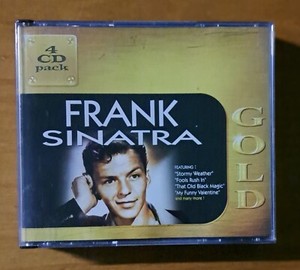 4
CD
pack
FRANK
SINATRA
GOLD
FEATURING :
"Stormy Weather"
"Fools Rush In"
"That Old Black Magic"
"My Funny Valentine"
and many more !